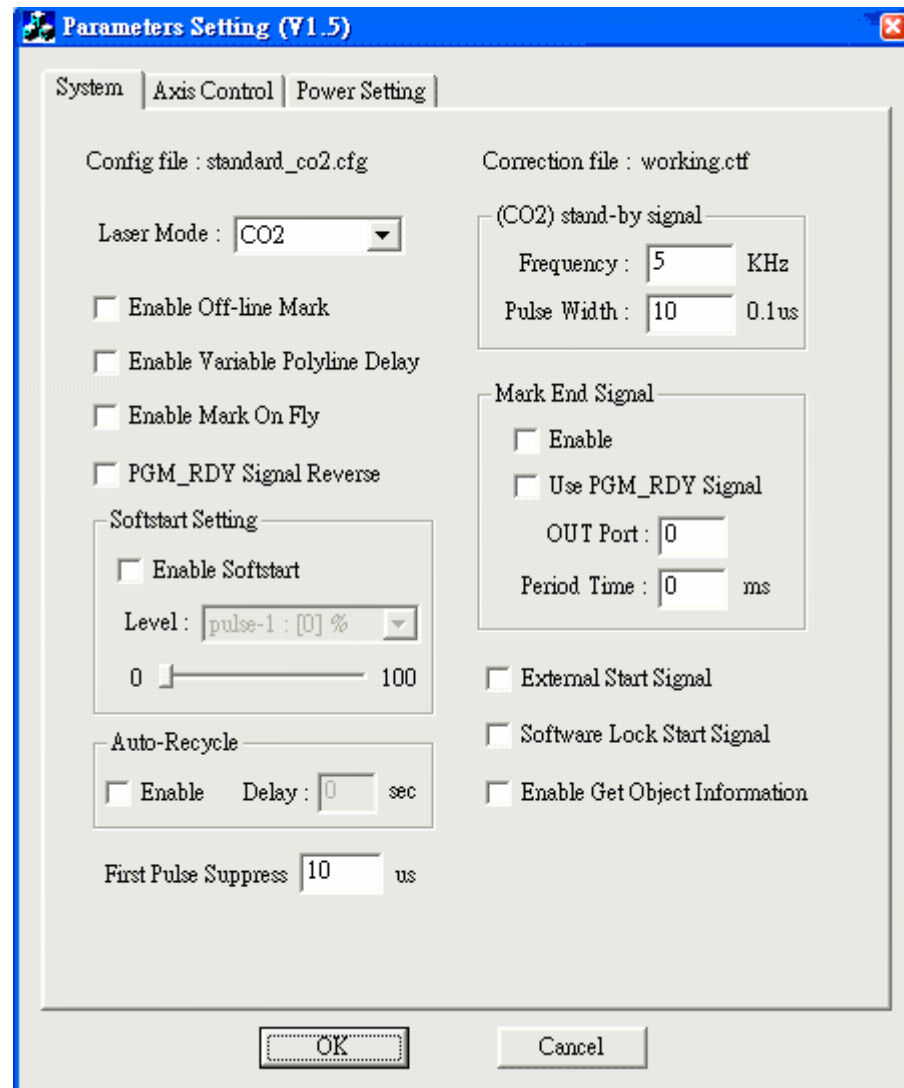 Parameters Setting (V1.5)
System
Axis Control
Power Setting
Config file : standard_co2.cfg
Correction file : working.ctf
Laser Mode : CO2
Enable Off-line Mark
Enable Variable Polyline Delay
Enable Mark On Fly
PGM_RDY Signal Reverse
Softstart Setting
Enable Softstart
Level : pulse-1 : [0] %
0 100
Auto-Recycle
Enable Delay : 0 sec
First Pulse Suppress 10 us
(CO2) stand-by signal
Frequency : 5 KHz
Pulse Width : 10 0.1us
Mark End Signal
Enable
Use PGM_RDY Signal
OUT Port : 0
Period Time : 0 ms
External Start Signal
Software Lock Start Signal
Enable Get Object Information
OK
Cancel